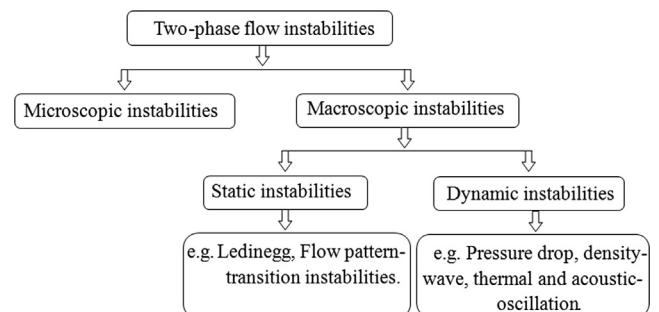 Two-phase flow instabilities
Microscopic instabilities
Macroscopic instabilities
Static instabilities
Dynamic instabilities
e.g. Ledinegg, Flow pattern-
transition instabilities.
e.g. Pressure drop, density-
wave, thermal and acoustic-
oscillation.